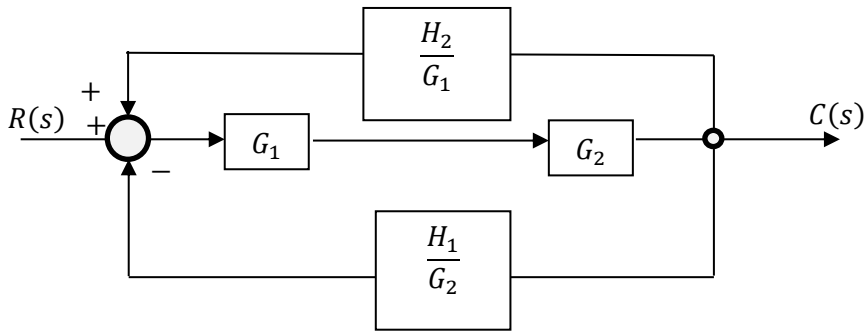 H₂
G₁
+
R(s)
+
C(s)
G₁
G₂
−
H₁
G₂